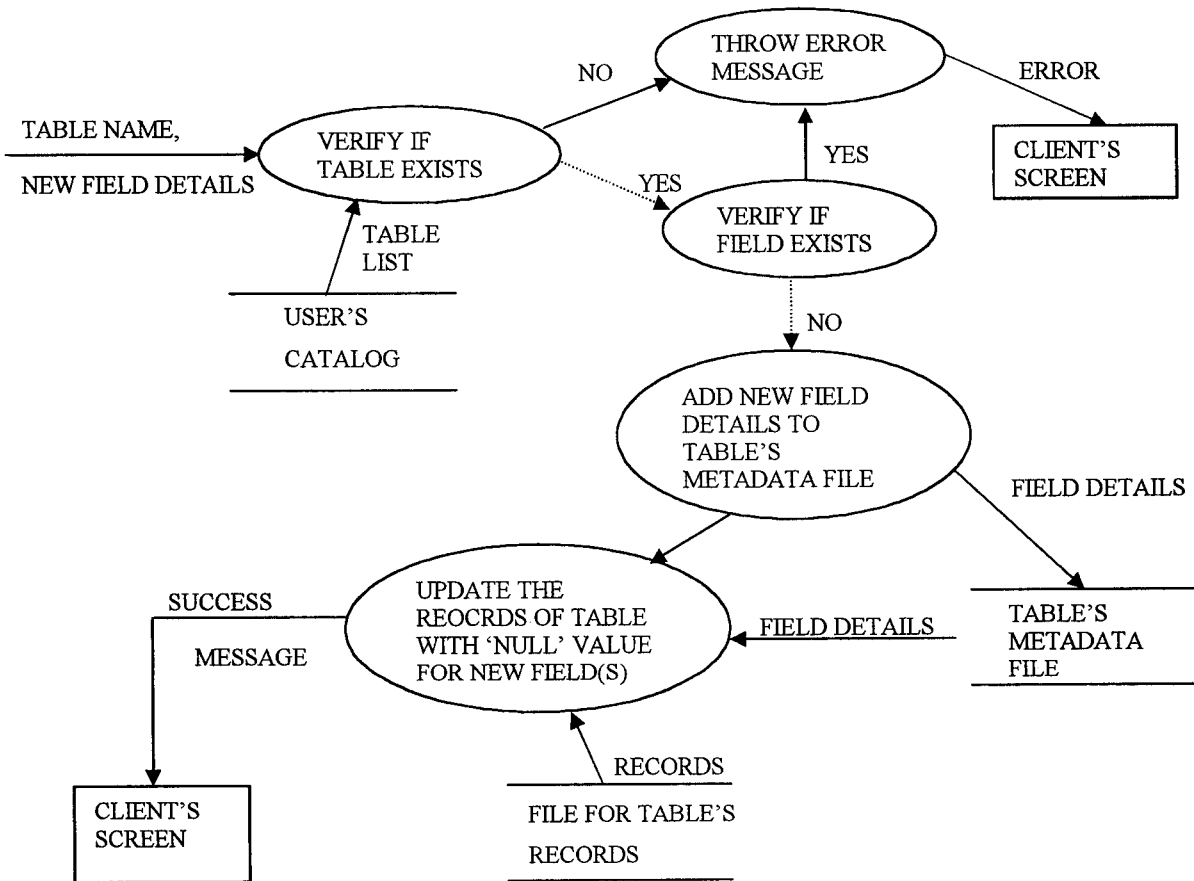 THROW ERROR
MESSAGE
NO
ERROR
TABLE NAME,
NEW FIELD DETAILS
VERIFY IF
TABLE EXISTS
YES
CLIENT'S
SCREEN
YES
VERIFY IF
FIELD EXISTS
TABLE
LIST
USER'S
CATALOG
NO
ADD NEW FIELD
DETAILS TO
TABLE'S
METADATA FILE
FIELD DETAILS
UPDATE THE
REOCRDS OF TABLE
WITH ‘NULL’ VALUE
FOR NEW FIELD(S)
SUCCESS
MESSAGE
FIELD DETAILS
TABLE'S
METADATA
FILE
RECORDS
FILE FOR TABLE'S
RECORDS
CLIENT'S
SCREEN